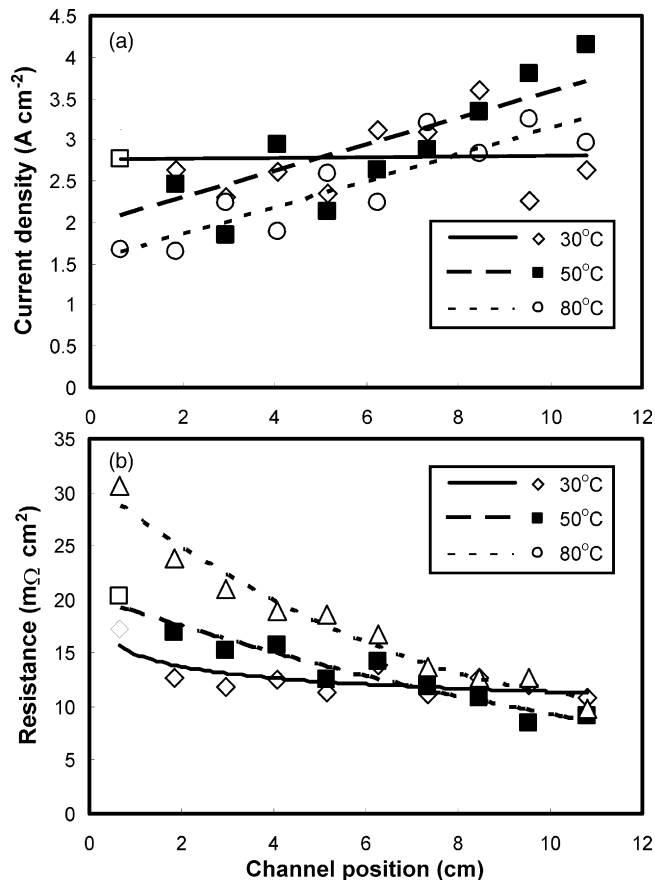 (a)
Current density (A cm-2)
4.5
4
3.5
3
2.5
2
1.5
1
0.5
0
0 2 4 6 8 10 12
30°C
50°C
80°C
(b)
Resistance (mΩ cm2)
35
30
25
20
15
10
5
0
0 2 4 6 8 10 12
30°C
50°C
80°C
Channel position (cm)